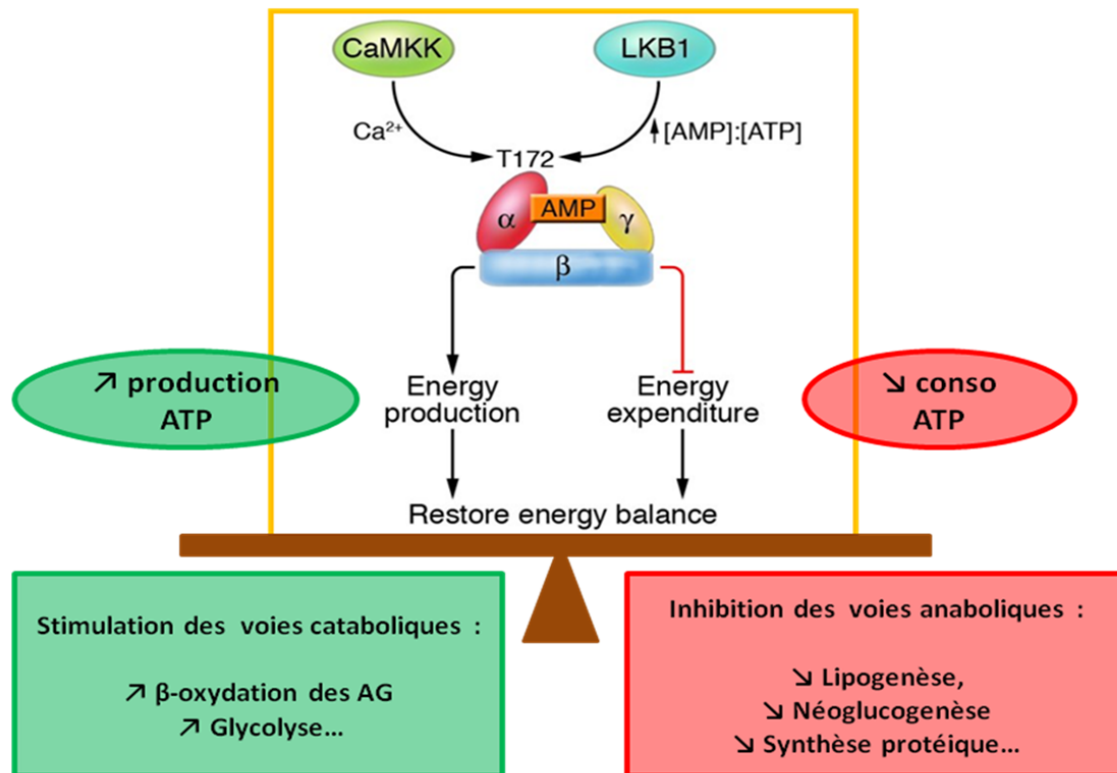 CaMKK
LKB1
Ca²⁺
↑[AMP]:[ATP]
T172
α
AMP
γ
β
↗ production
ATP
Energy
production
Energy
expenditure
↘ conso
ATP
Restore energy balance
Stimulation des voies cataboliques :
↗ β-oxydation des AG
↗ Glycolyse...
Inhibition des voies anaboliques :
↘ Lipogenèse,
↘ Néoglucogenèse
↘ Synthèse protéique...